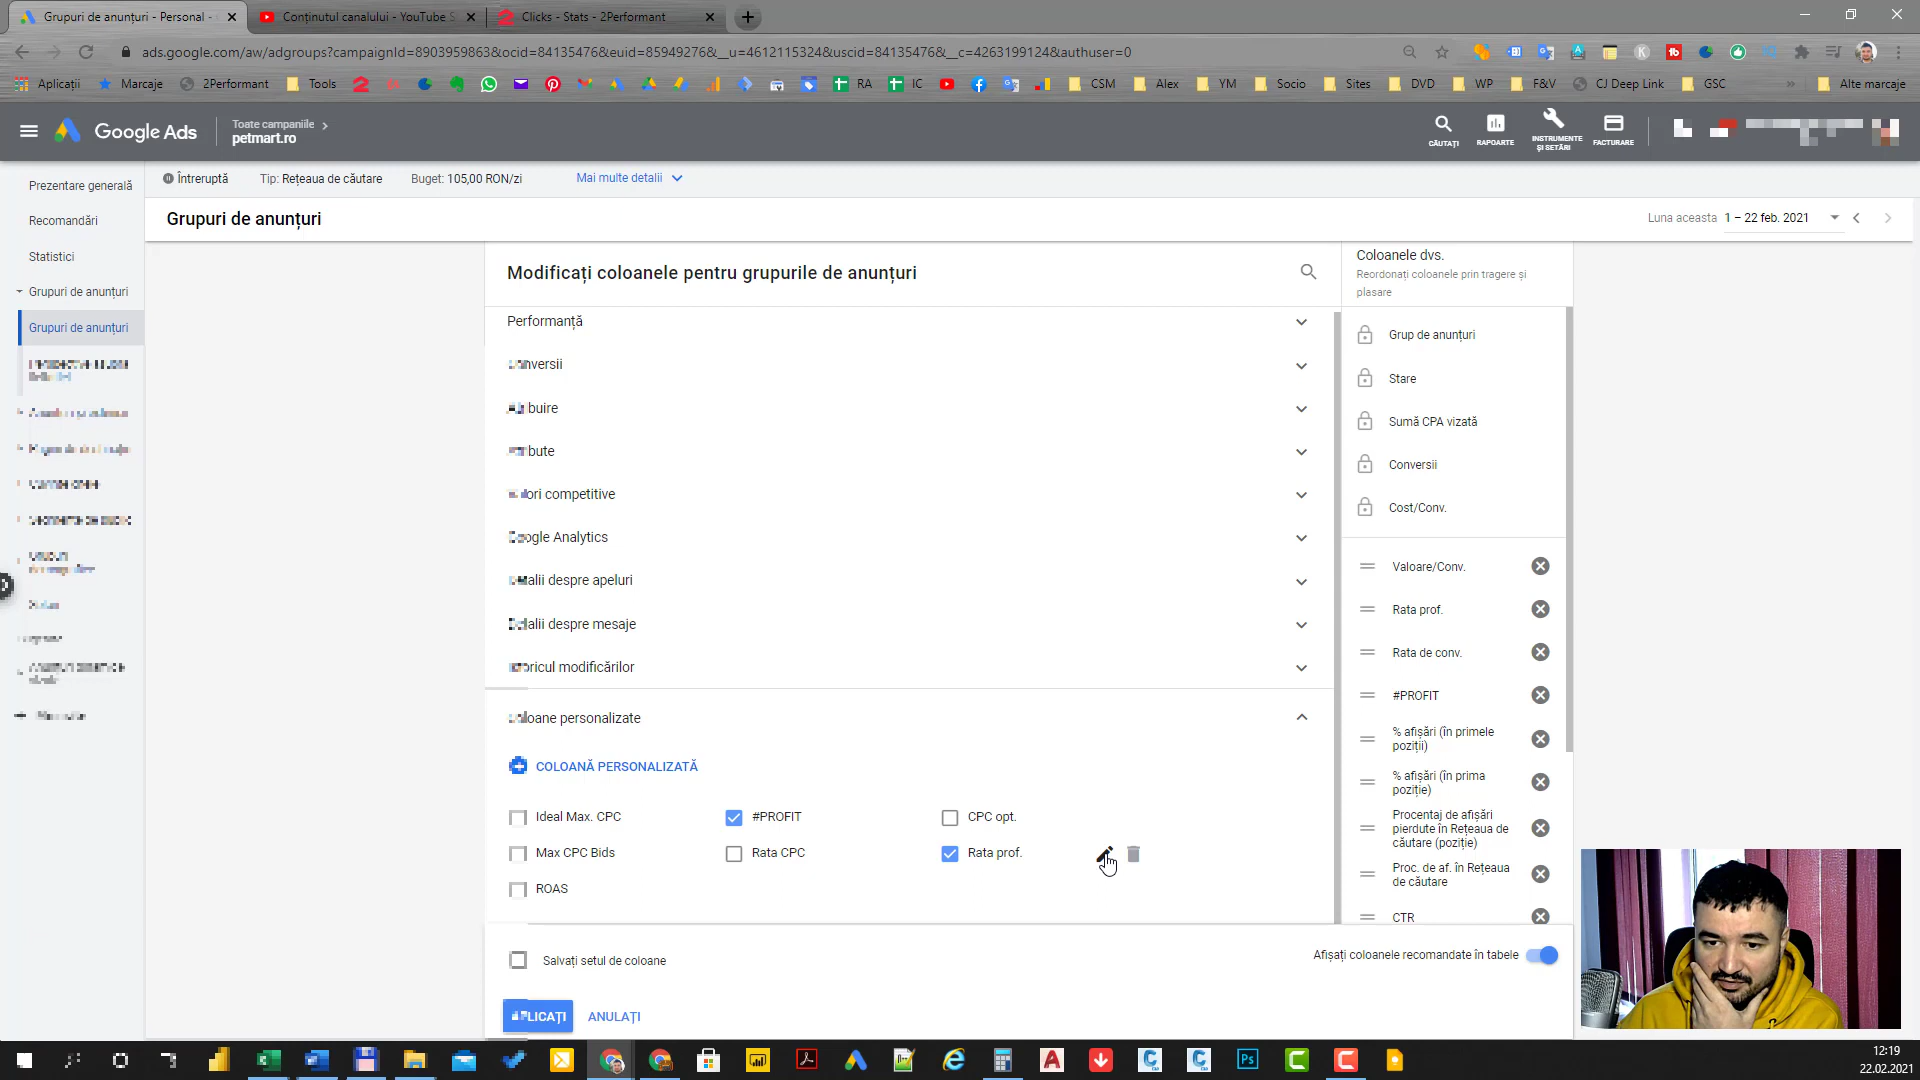 Grupuri de anunțuri - Personal -
Conținutul canalului - YouTube S
Clicks - Stats - 2Performant
ads.google.com/aw/adgroups?campaignId=8903959863&ocid=84135476&euid=85949276&__u=4612115324&uscid=84135476&__c=4263199124&authuser=0
Aplicații
Marcaje
2Performant
Tools
RA
IC
CSM
Alex
YM
Socio
Sites
DVD
WP
F&V
CJ Deep Link
GSC
»
Alte marcaje
Google Ads
Toate campaniile
petmart.ro
CĂUTAȚI
RAPOARTE
INSTRUMENTE
ȘI SETĂRI
FACTURARE
Prezentare generală
Recomandări
Statistici
Grupuri de anunțuri
Grupuri de anunțuri
Întreruptă
Tip: Rețeaua de căutare
Buget: 105,00 RON/zi
Mai multe detalii
Grupuri de anunțuri
Luna aceasta
1 – 22 feb. 2021
Modificați coloanele pentru grupurile de anunțuri
Performanță
Google Analytics
COLOANĂ PERSONALIZATĂ
Ideal Max. CPC
#PROFIT
CPC opt.
Max CPC Bids
Rata CPC
Rata prof.
ROAS
Salvați setul de coloane
Afișați coloanele recomandate în tabele
ANULAȚI
Coloanele dvs.
Reordonați coloanele prin tragere și
plasare
Grup de anunțuri
Stare
Sumă CPA vizată
Conversii
Cost/Conv.
Valoare/Conv.
Rata prof.
Rata de conv.
#PROFIT
% afișări (în primele
poziții)
% afișări (în prima
poziție)
Procentaj de afișări
pierdute în Rețeaua de
căutare (poziție)
Proc. de af. în Rețeaua
de căutare
CTR
12:19
22.02.2021